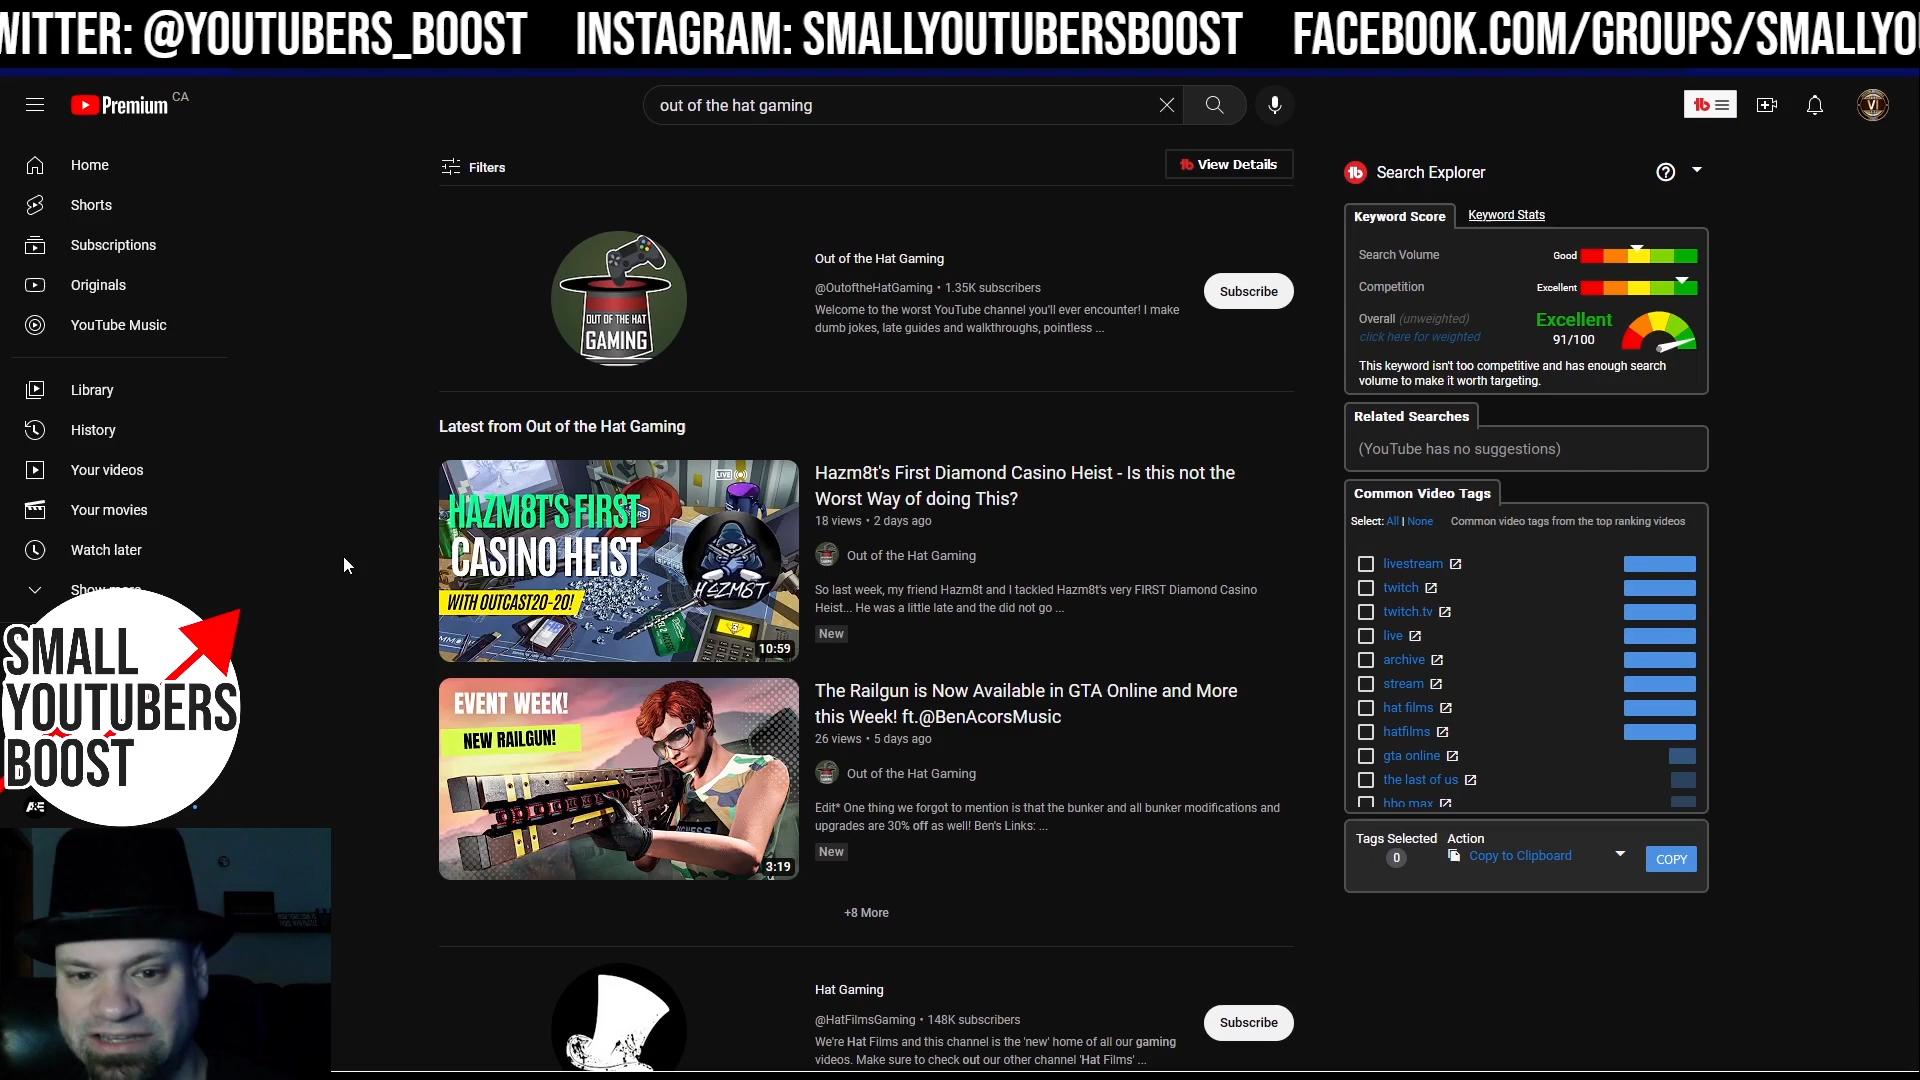 WITTER: @YOUTUBERS_BOOST INSTAGRAM: SMALLYOUTUBERSBOOST FACEBOOK.COM/GROUPS/SMALLYO
Premium CA
out of the hat gaming
Home
Shorts
Subscriptions
Originals
YouTube Music
Library
History
Your videos
Your movies
Watch later
Show more
SMALL
YOUTUBERS
BOOST
A&E
Filters
View Details
OUT OF THE HAT
GAMING
Out of the Hat Gaming
@OutoftheHatGaming • 1.35K subscribers
Welcome to the worst YouTube channel you'll ever encounter! I make
dumb jokes, late guides and walkthroughs, pointless ...
Subscribe
Latest from Out of the Hat Gaming
LIVE
HAZM8T'S FIRST
CASINO HEIST
WITH OUTCAST20-20!
HAZM8T
10:59
Hazm8t's First Diamond Casino Heist - Is this not the
Worst Way of doing This?
18 views • 2 days ago
Out of the Hat Gaming
So last week, my friend Hazm8t and I tackled Hazm8t's very FIRST Diamond Casino
Heist... He was a little late and the did not go ...
New
EVENT WEEK!
NEW RAILGUN!
3:19
The Railgun is Now Available in GTA Online and More
this Week! ft.@BenAcorsMusic
26 views • 5 days ago
Out of the Hat Gaming
Edit* One thing we forgot to mention is that the bunker and all bunker modifications and
upgrades are 30% off as well! Ben's Links: ...
New
+8 More
Hat Gaming
@HatFilmsGaming • 148K subscribers
We're Hat Films and this channel is the 'new' home of all our gaming
videos. Make sure to check out our other channel 'Hat Films' ...
Subscribe
Search Explorer
Keyword Score Keyword Stats
Search Volume Good
Competition Excellent
Overall (unweighted) Excellent
click here for weighted 91/100
This keyword isn't too competitive and has enough search
volume to make it worth targeting.
Related Searches
(YouTube has no suggestions)
Common Video Tags
Select: All | None Common video tags from the top ranking videos
livestream
twitch
twitch.tv
live
archive
stream
hat films
hatfilms
gta online
the last of us
hbo max
Tags Selected Action
0 Copy to Clipboard COPY